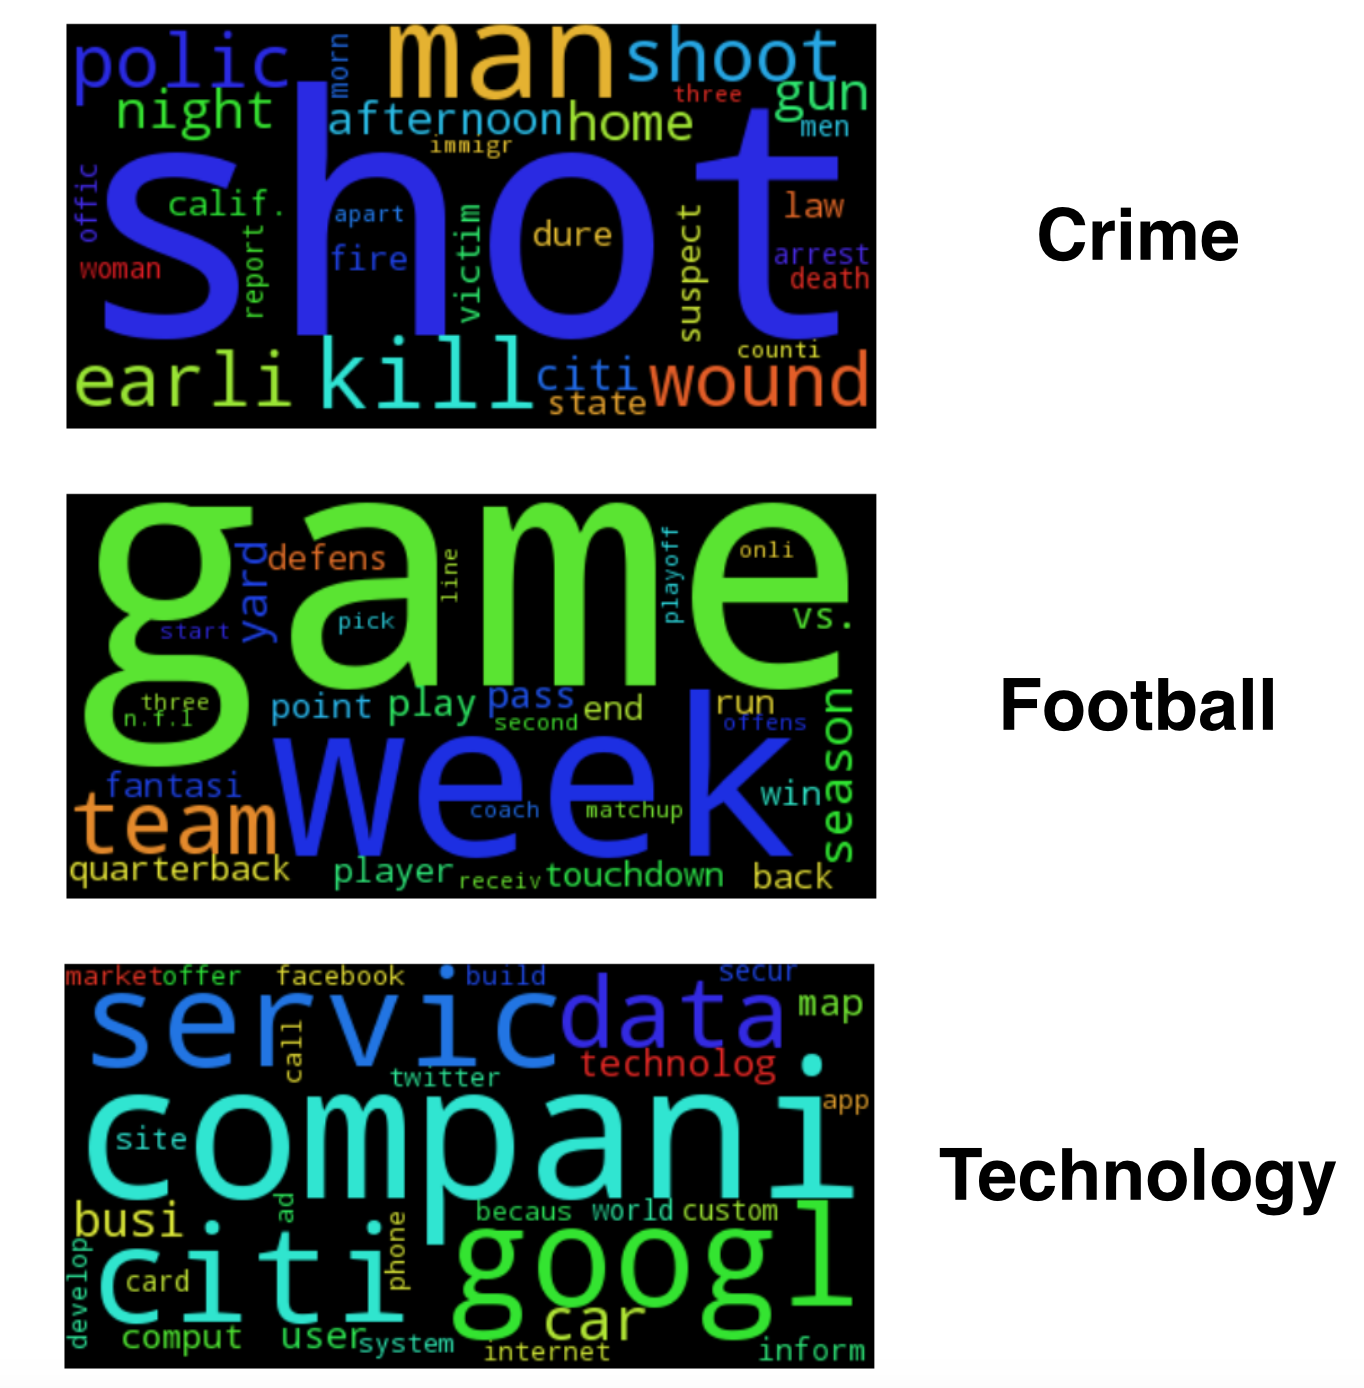 polic
morn
man
shoot
night
three
gun
afternoon
home
men
immigr
shot
offic
calif.
apart
victim
dure
suspect
law
report
woman
fire
arrest
death
earli
kill
citi
counti
state
wound
Crime
game
yard
defens
line
playoff
onli
start
pick
vs.
three
n.f.l
point
play
pass
second
end
run
offens
season
week
fantasi
team
coach
matchup
win
quarterback
player
receiv
touchdown
back
Football
market
offer
facebook
build
secur
servic
data
map
call
technolog
twitter
compani
app
site
busi
ad
phone
becaus
world
custom
develop
citi
googl
card
car
comput
user
system
internet
inform
Technology